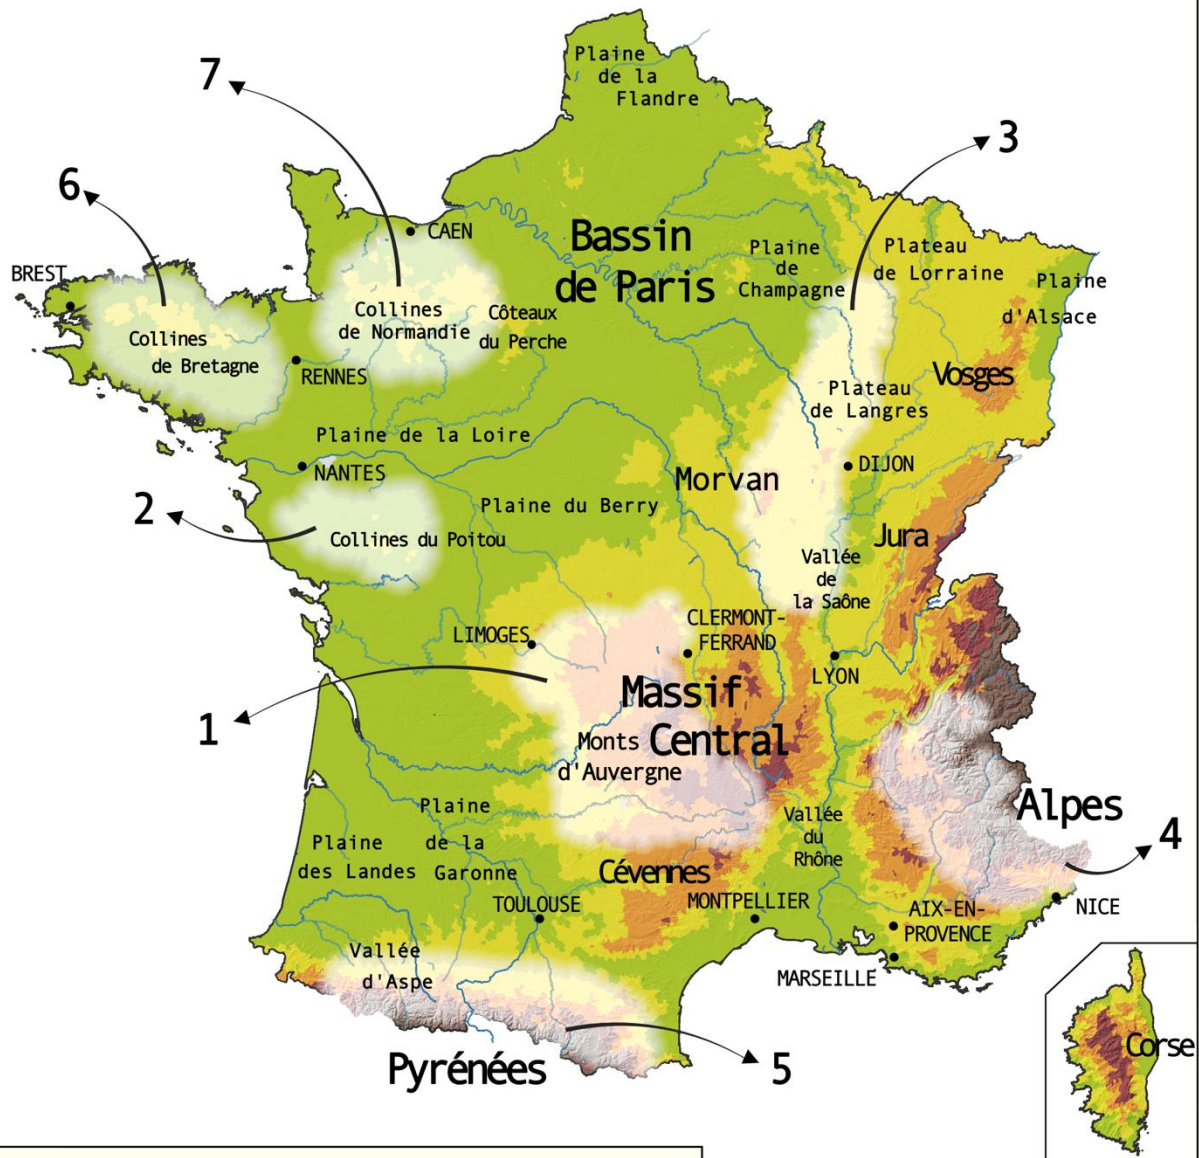 Plaine
de la
Flandre
7
3
6
CAEN
Bassin
de Paris
Plaine
de
Champagne
Plateau
de Lorraine
Plaine
d'Alsace
BREST
Collines
de Bretagne
Collines
de Normandie
Côteaux
du Perche
RENNES
Vosges
Plateau
de Langres
Plaine de la Loire
NANTES
Morvan
DIJON
2
Plaine du Berry
Collines du Poitou
Jura
Vallée
de
la Saône
LIMOGES
CLERMONT-
FERRAND
LYON
1
Massif
Central
Monts
d'Auvergne
Alpes
4
Plaine
de la
Garonne
Plaine
des Landes
Vallée
du
Rhône
Cévennes
TOULOUSE
MONTPELLIER
AIX-EN-
PROVENCE
NICE
Vallée
d'Aspe
MARSEILLE
Pyrénées
5
Corse